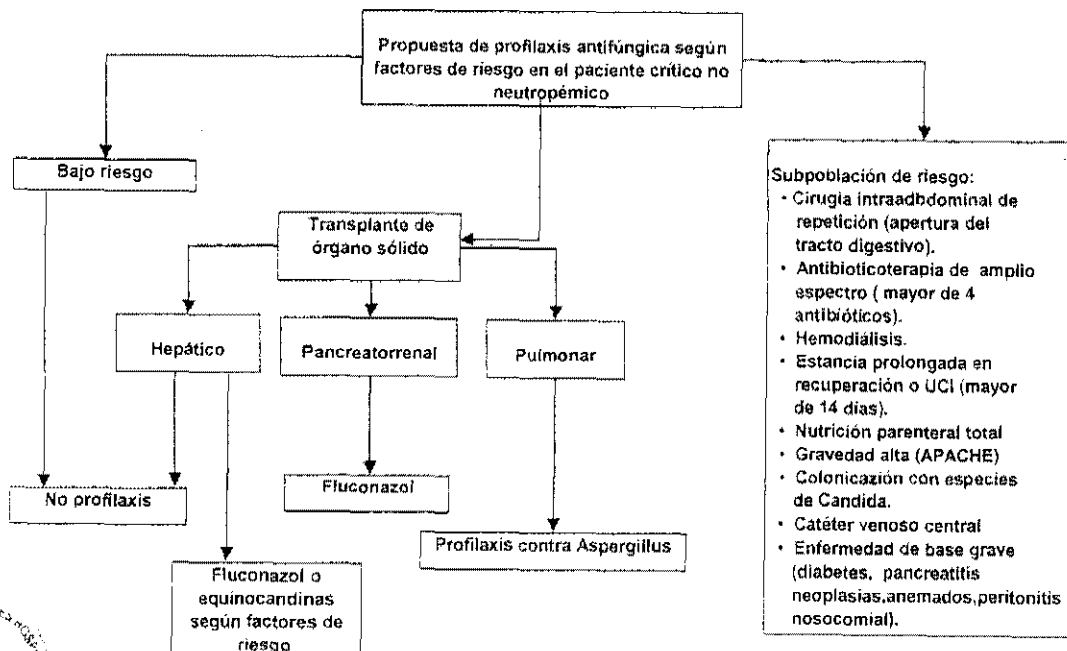 Propuesta de profilaxis antifúngica según
factores de riesgo en el paciente crítico no
neutropémico
Bajo riesgo
Transplante de
órgano sólido
Hepático
Pancreatorrenal
Pulmonar
No profilaxis
Fluconazol
Profilaxis contra Aspergillus
Fluconazol o
equinocandinas
según factores de
riesgo
Subpoblación de riesgo:
• Cirugía intraadbdominal de
repetición (apertura del
tracto digestivo).
• Antibioticoterapia de amplio
espectro ( mayor de 4
antibióticos).
• Hemodiálisis.
• Estancia prolongada en
recuperación o UCI (mayor
de 14 días).
• Nutrición parenteral total
• Gravedad alta (APACHE)
• Colonicazión con especies
de Candida.
• Catéter venoso central
• Enfermedad de base grave
(diabetes, pancreatitis
neoplasias,anemados,peritonitis
nosocomial).